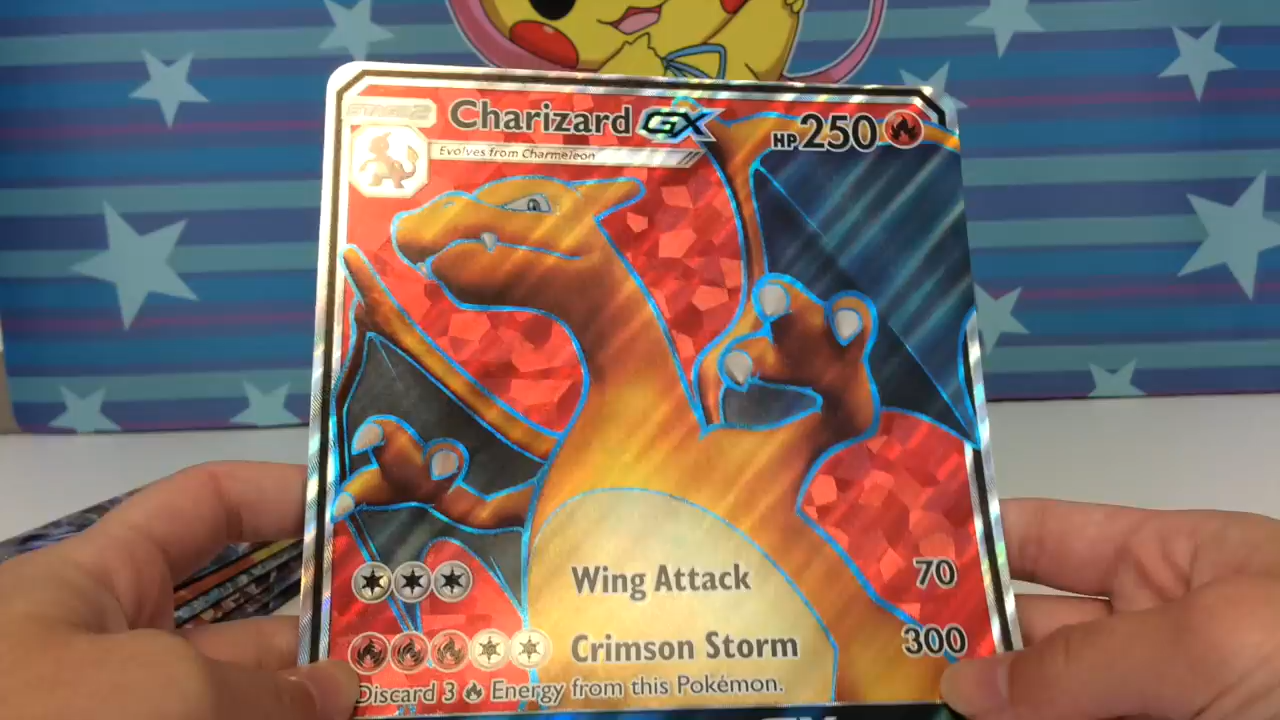 STAGE 2
Charizard GX HP 250
Evolves from Charmeleon
Wing Attack 70
Crimson Storm 300
Discard 3 Energy from this Pokémon.
GX